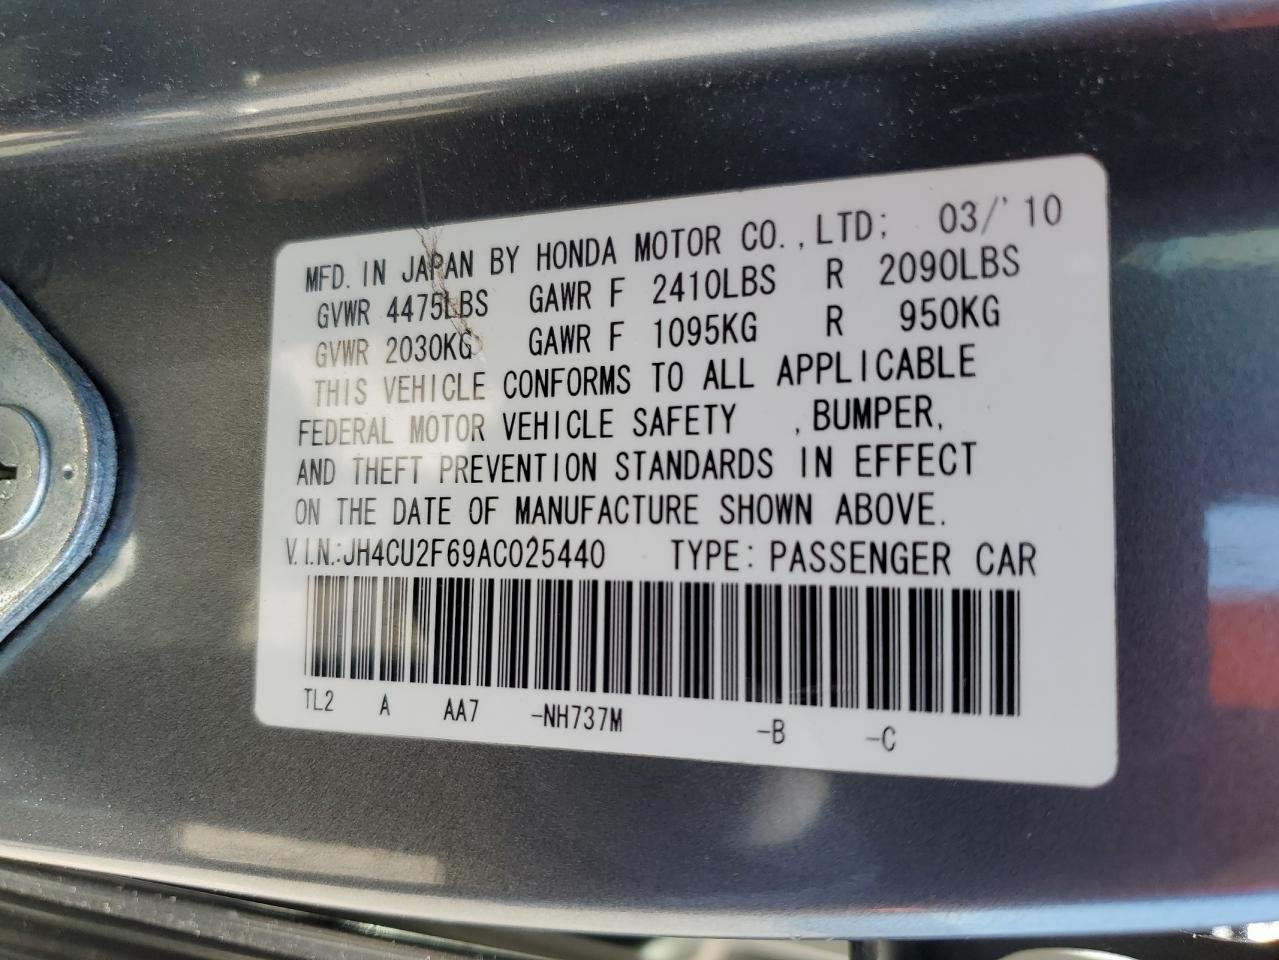 MFD. IN JAPAN BY HONDA MOTOR CO., LTD; 03/'10
GVWR 4475LBS GAWR F 2410LBS R 2090LBS
GVWR 2030KG GAWR F 1095KG R 950KG
THIS VEHICLE CONFORMS TO ALL APPLICABLE
FEDERAL MOTOR VEHICLE SAFETY , BUMPER,
AND THEFT PREVENTION STANDARDS IN EFFECT
ON THE DATE OF MANUFACTURE SHOWN ABOVE.
V.I.N.:JH4CU2F69AC025440 TYPE: PASSENGER CAR
TL2 A AA7 -NH737M -B -C